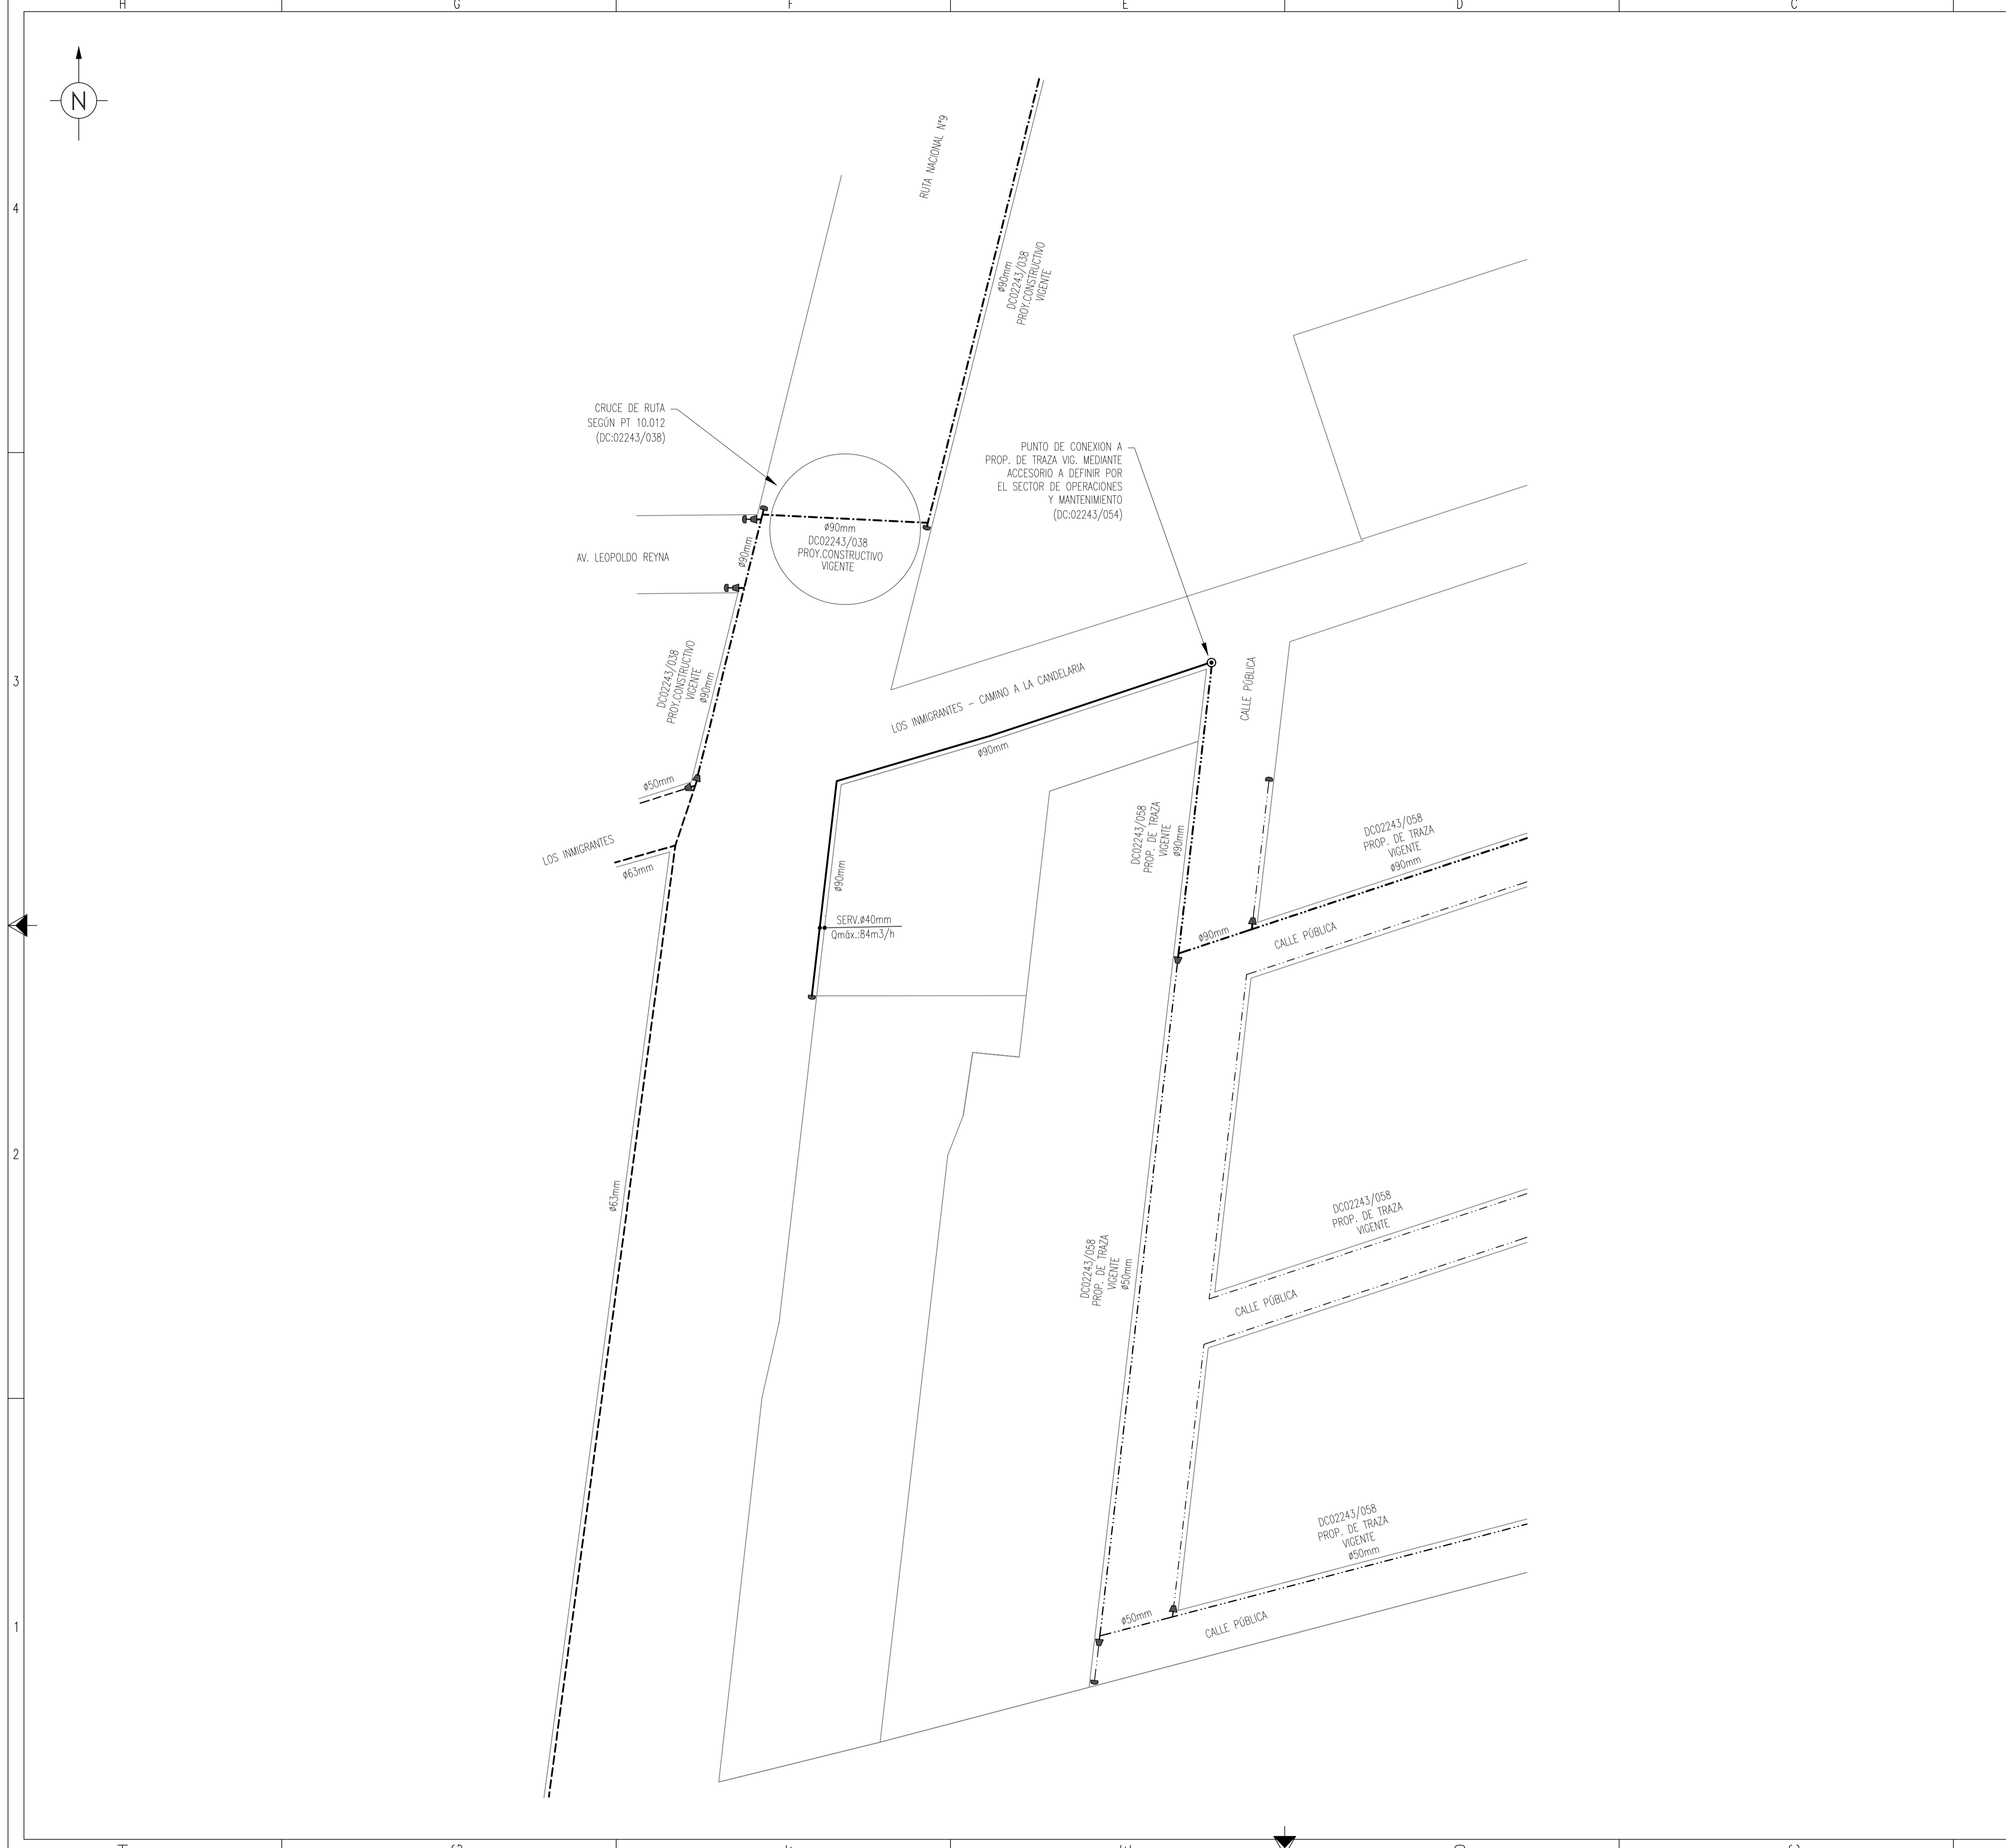 H
G
F
E
D
C
N
4
RUTA NACIONAL Nº9
ø90mm
DC02243/038
PROY.CONSTRUCTIVO
VIGENTE
CRUCE DE RUTA
SEGÚN PT 10.012
(DC:02243/038)
PUNTO DE CONEXION A
PROP. DE TRAZA VIG. MEDIANTE
ACCESORIO A DEFINIR POR
EL SECTOR DE OPERACIONES
Y MANTENIMIENTO
(DC:02243/054)
ø90mm
DC02243/038
PROY.CONSTRUCTIVO
VIGENTE
AV. LEOPOLDO REYNA
ø90mm
3
DC02243/038
PROY.CONSTRUCTIVO
VIGENTE
ø90mm
LOS INMIGRANTES - CAMINO A LA CANDELARIA
ø90mm
CALLE PÚBLICA
ø50mm
LOS INMIGRANTES
ø63mm
ø90mm
SERV.ø40mm
Qmáx.:84m3/h
DC02243/058
PROP. DE TRAZA
VIGENTE
ø90mm
DC02243/058
PROP. DE TRAZA
VIGENTE
ø90mm
ø90mm
CALLE PÚBLICA
2
ø63mm
DC02243/058
PROP. DE TRAZA
VIGENTE
DC02243/058
PROP. DE TRAZA
VIGENTE
ø50mm
CALLE PÚBLICA
DC02243/058
PROP. DE TRAZA
VIGENTE
ø50mm
1
ø50mm
CALLE PÚBLICA